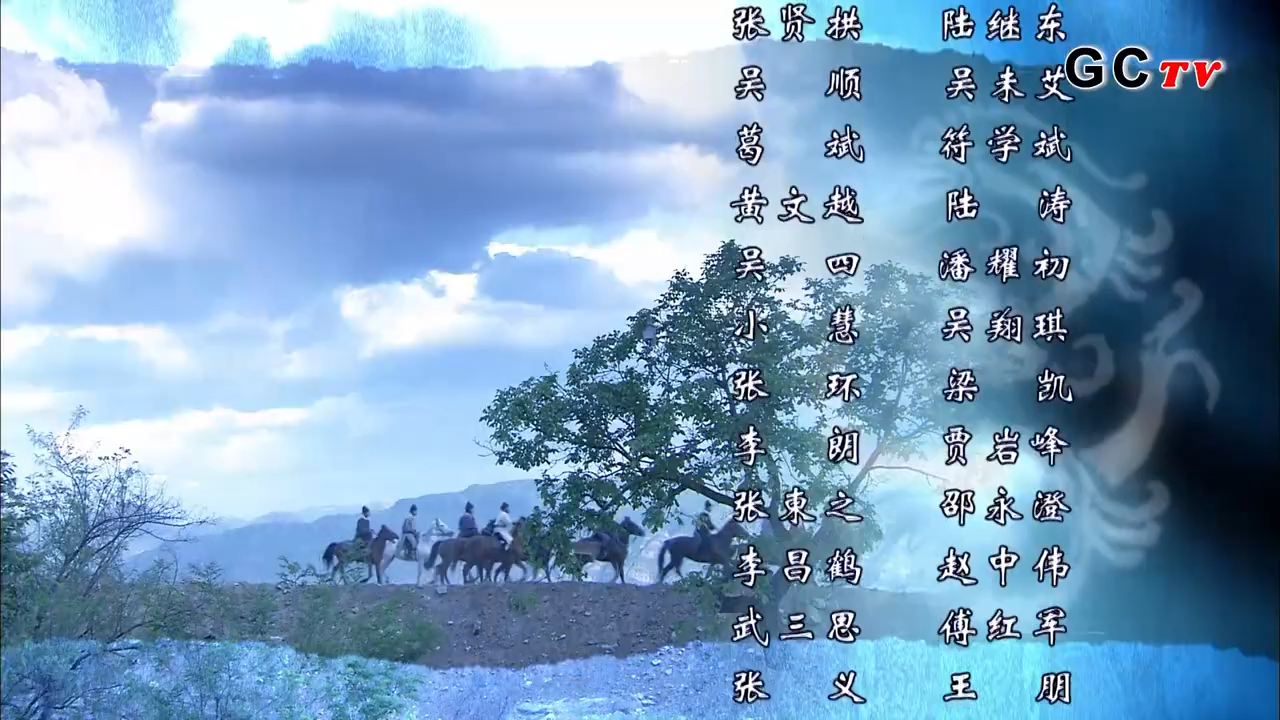 张贤拱 陆继东
GCTV
吴顺 吴耒艾
葛斌 符学斌
黄文越 陆涛
吴四 潘耀初
小慧 吴翔琪
张环 梁凯
李朗 贾岩峰
张東之 邵永澄
李昌鹤 赵中伟
武三思 傅红军
张义 王朋